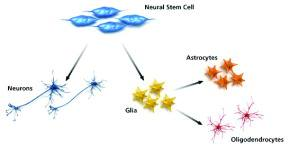 Neural Stem Cell
Astrocytes
Neurons
Glia
Oligodendrocytes